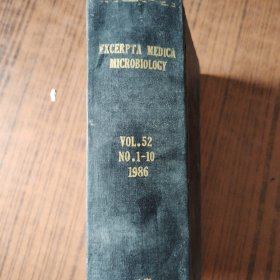 EXCERPTA MEDICA
MICROBIOLOGY
VOL.52
NO.1-10
1986